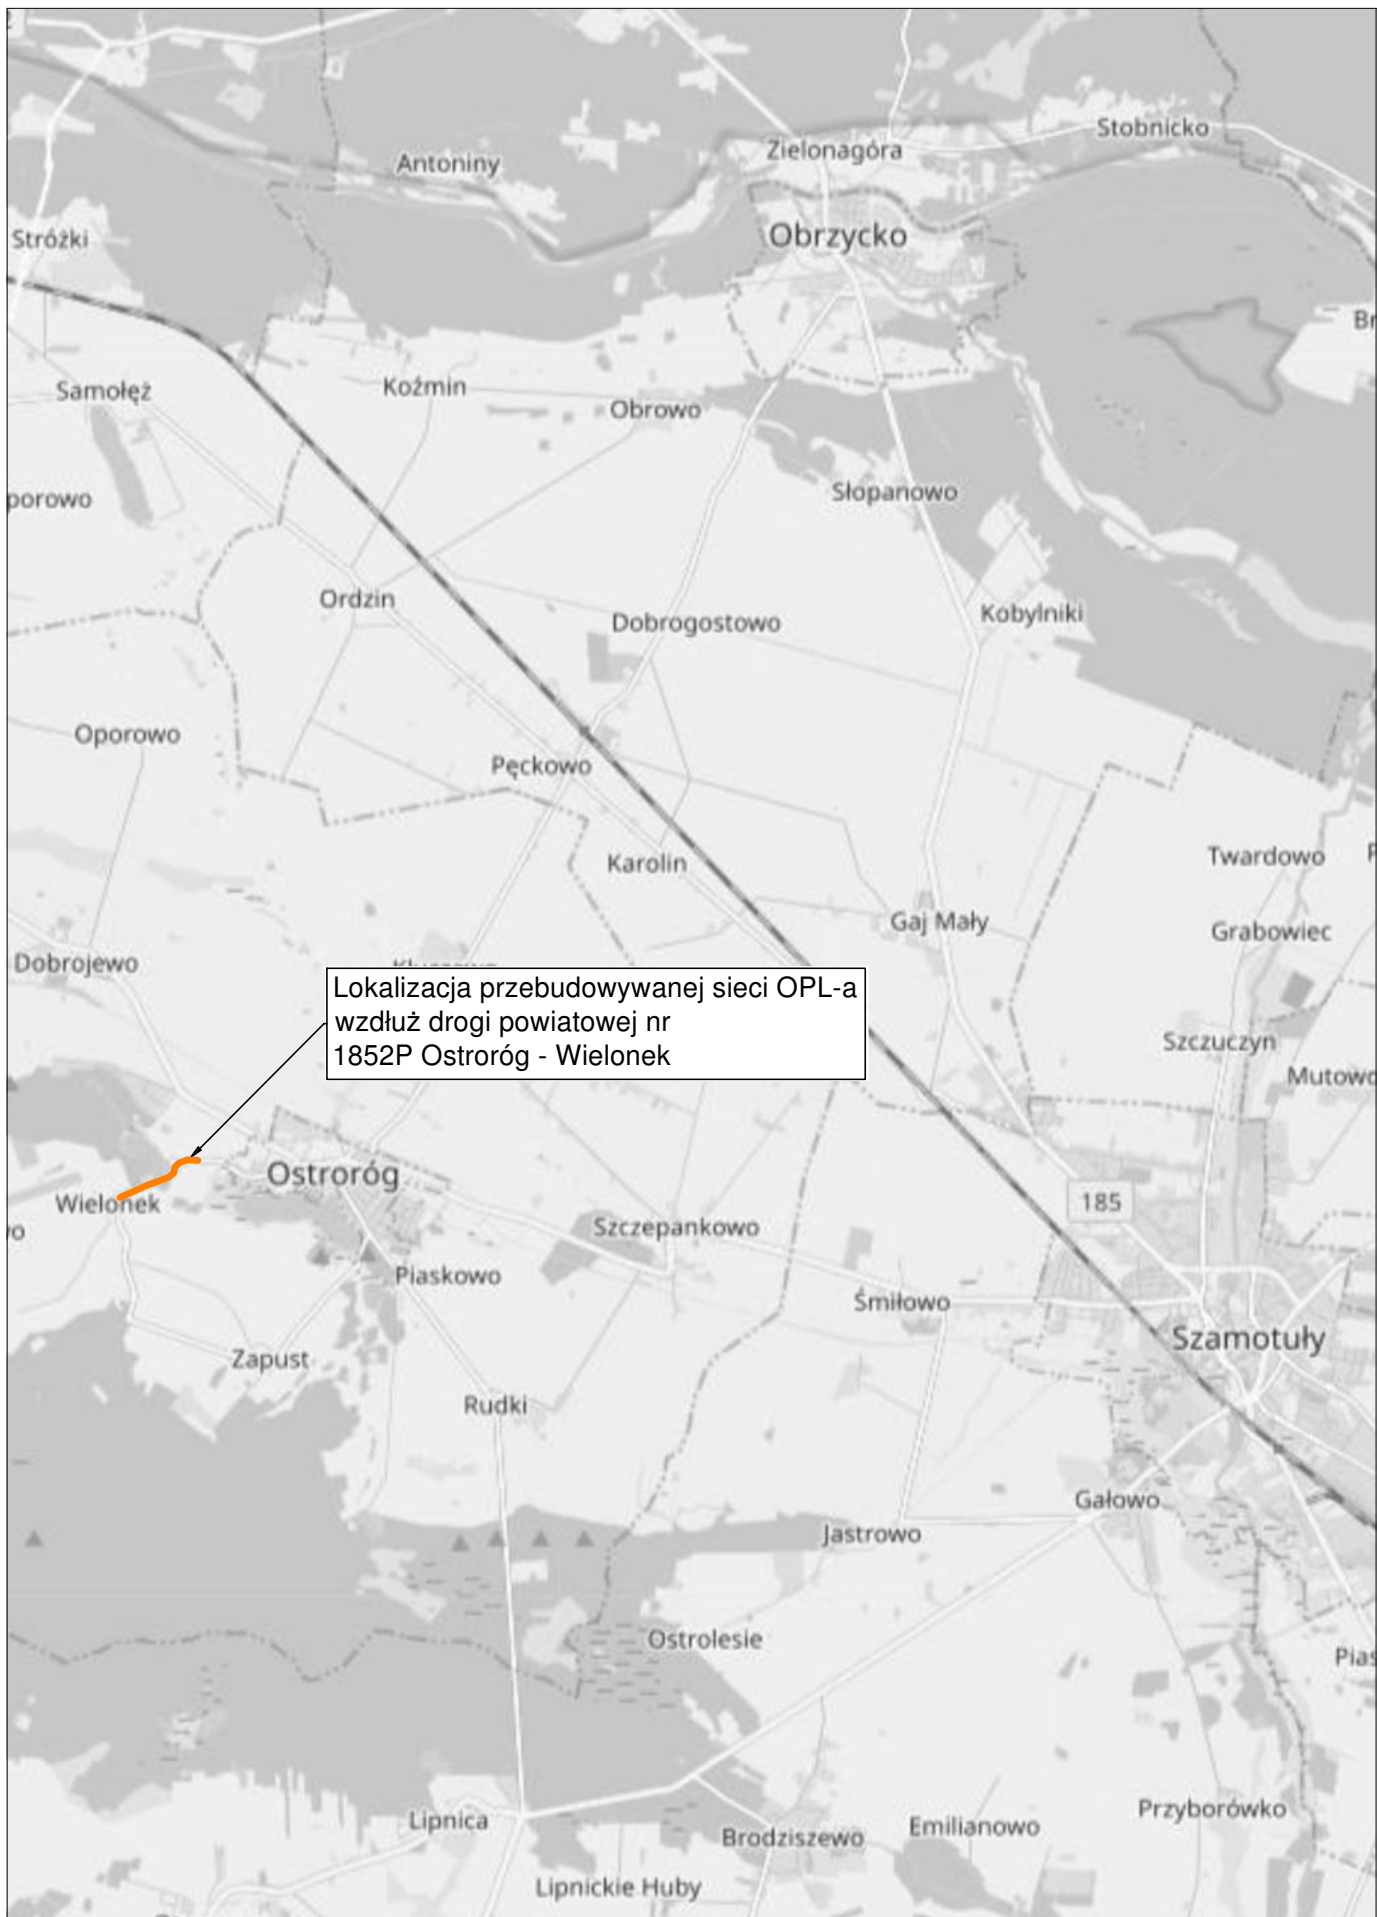 Stobnicko
Zielonagóra
Antoniny
Obrzycko
Stróżki
Samołęż
Koźmin
Obrowo
porowo
Słopanowo
Ordzin
Dobrogostowo
Kobylniki
Oporowo
Pęckowo
Karolin
Twardowo
Gaj Mały
Grabowiec
Dobrojewo
Lokalizacja przebudowywanej sieci OPL-a
wzdłuż drogi powiatowej nr
1852P Ostroróg - Wielonek
Szczuczyn
Mutowo
Ostroróg
Wielonek
185
Szczepankowo
Piaskowo
Śmiłowo
Szamotuły
Zapust
Rudki
Gałowo
Jastrowo
Ostrolesie
Pias
Lipnica
Brodziszewo
Emilianowo
Przyborówko
Lipnickie Huby